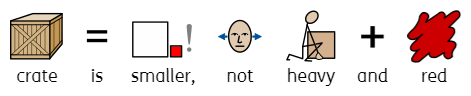 crate is smaller, not heavy and red